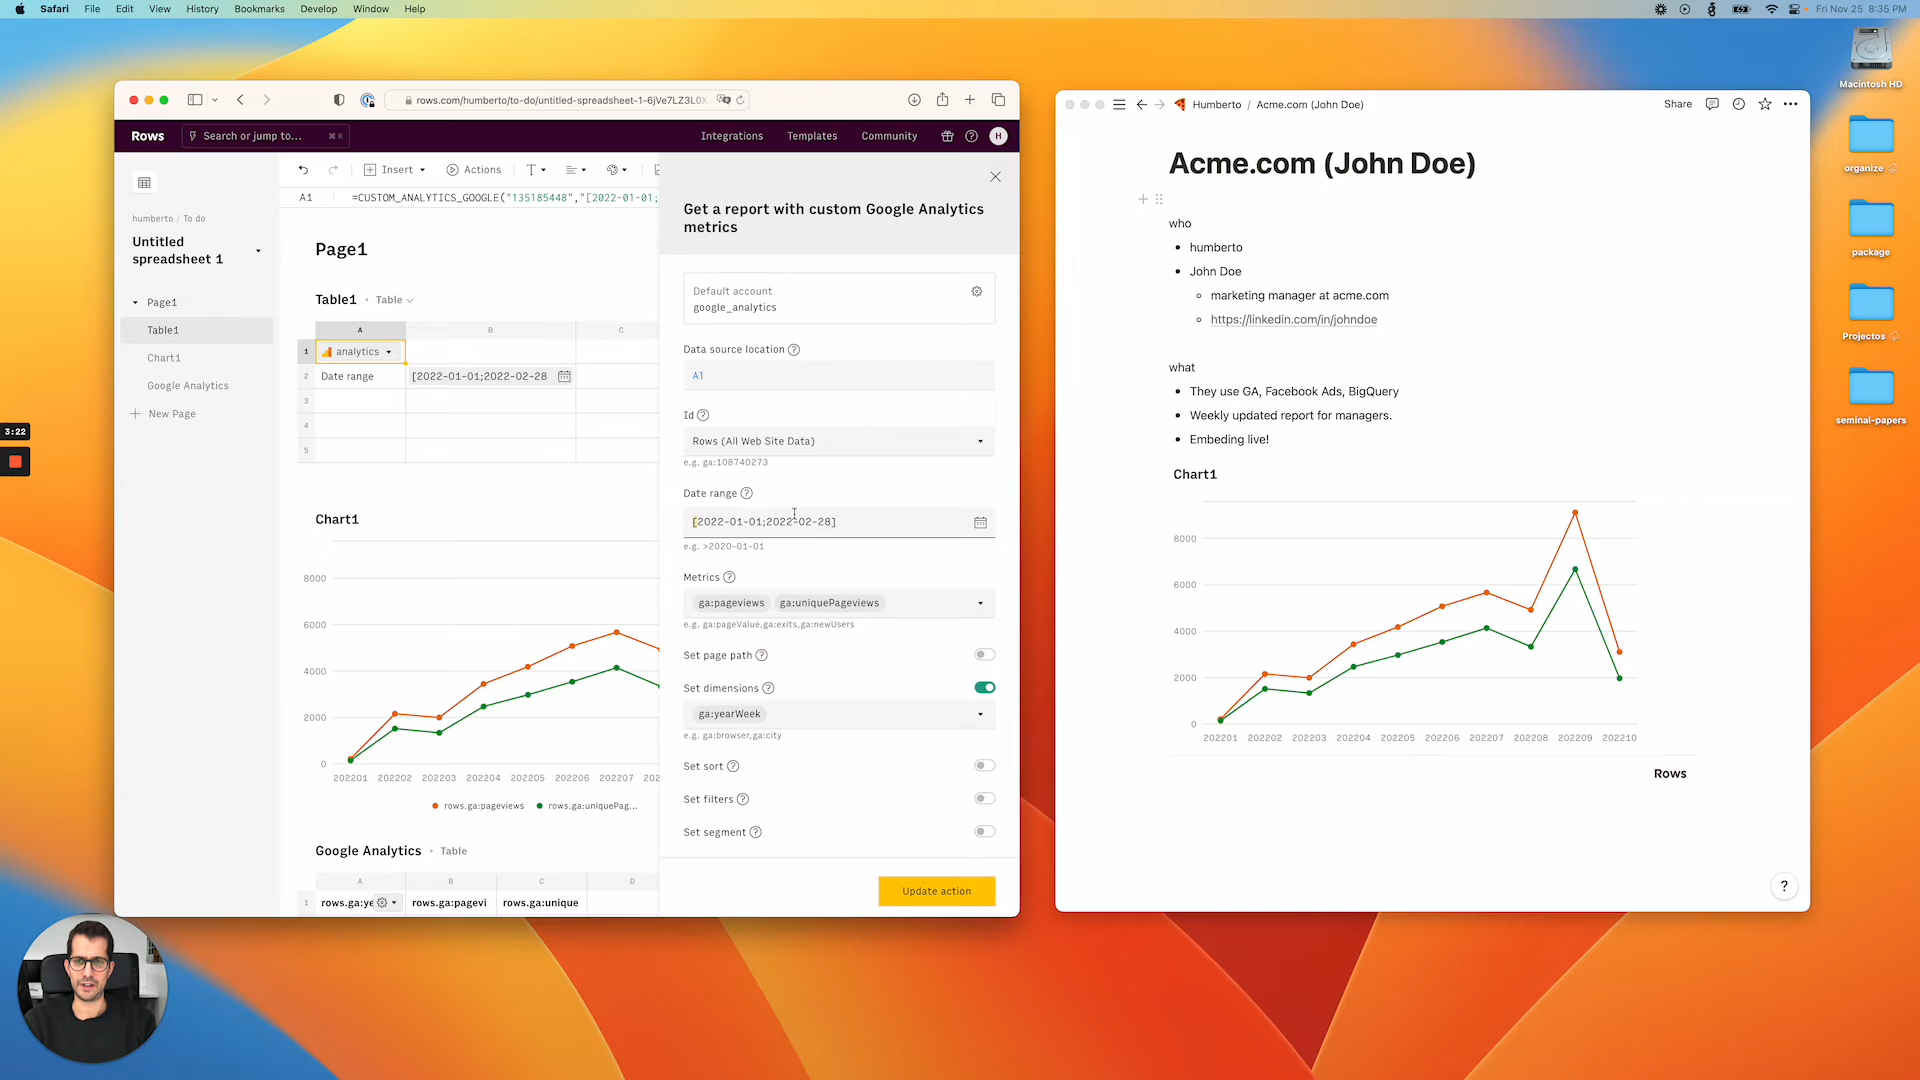 Safari File Edit View History Bookmarks Develop Window Help
Fri Nov 25 8:35 PM
rows.com/humberto/to-do/untitled-spreadsheet-1-6jVe7LZ3L0X
Rows
Search or jump to... ⌘ K
Integrations Templates Community
H
Insert Actions T
A1 =CUSTOM_ANALYTICS_GOOGLE("135185448","[2022-01-01;
humberto / To do
Untitled
spreadsheet 1
Page1
Table1
Chart1
Google Analytics
New Page
Page1
Table1 • Table
A B C
1 analytics
2 Date range [2022-01-01;2022-02-28
3
4
5
Chart1
8000
6000
4000
2000
0
202201 202202 202203 202204 202205 202206 202207 202
rows.ga:pageviews rows.ga:uniquePag...
Google Analytics • Table
A B C D
1 rows.ga:ye rows.ga:pagevi rows.ga:unique
Get a report with custom Google Analytics
metrics
Default account
google_analytics
Data source location ?
A1
Id ?
Rows (All Web Site Data)
e.g. ga:108740273
Date range ?
[2022-01-01;2022-02-28]
e.g. >2020-01-01
Metrics ?
ga:pageviews ga:uniquePageviews
e.g. ga:pageValue,ga:exits,ga:newUsers
Set page path ?
Set dimensions ?
ga:yearWeek
e.g. ga:browser,ga:city
Set sort ?
Set filters ?
Set segment ?
Update action
3:22
Humberto / Acme.com (John Doe)
Share
Acme.com (John Doe)
who
• humberto
• John Doe
marketing manager at acme.com
https://linkedin.com/in/johndoe
what
• They use GA, Facebook Ads, BigQuery
• Weekly updated report for managers.
• Embeding live!
Chart1
8000
6000
4000
2000
0
202201 202202 202203 202204 202205 202206 202207 202208 202209 202210
Rows
?
Macintosh HD
organize
package
Projectos
seminal-papers